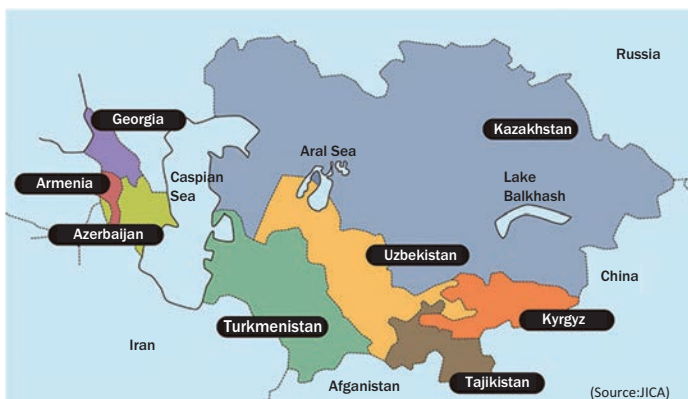 Russia
Georgia
Kazakhstan
Aral Sea
Caspian
Sea
Armenia
Lake
Balkhash
Azerbaijan
Uzbekistan
China
Turkmenistan
Kyrgyz
Iran
Tajikistan
Afganistan
(Source:JICA)